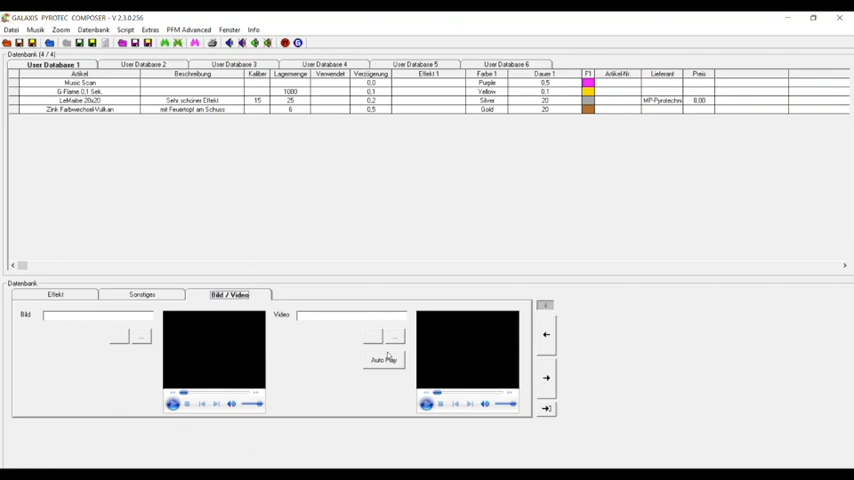 GALAXIS PYROTEC COMPOSER - V 2.3.0.256
Datei Musik Zoom Datenbank Script Extras PFM Advanced Fenster Info
Datenbank (4 / 4)
User Database 1 User Database 2 User Database 3 User Database 4 User Database 5 User Database 6
Artikel Beschreibung Kaliber Lagermenge Verwendet Verzögerung Effekt 1 Farbe 1 Dauer 1 F1 Artikel-Nr. Lieferant Preis
Music Scan 0,0 Purple 0,5
G-Flame 0,1 Sek. 1000 0,1 Yellow 0,1
LeMaitre 20x20 Sehr schöner Effekt 15 25 0,2 Silver 20 MP-Pyrotechni 8,00
Zink Farbwechsel-Vulkan mit Feuertopf am Schuss 6 0,5 Gold 20
Datenbank
Effekt Sonstiges Bild / Video
Bild Video
... ...
Auto Play